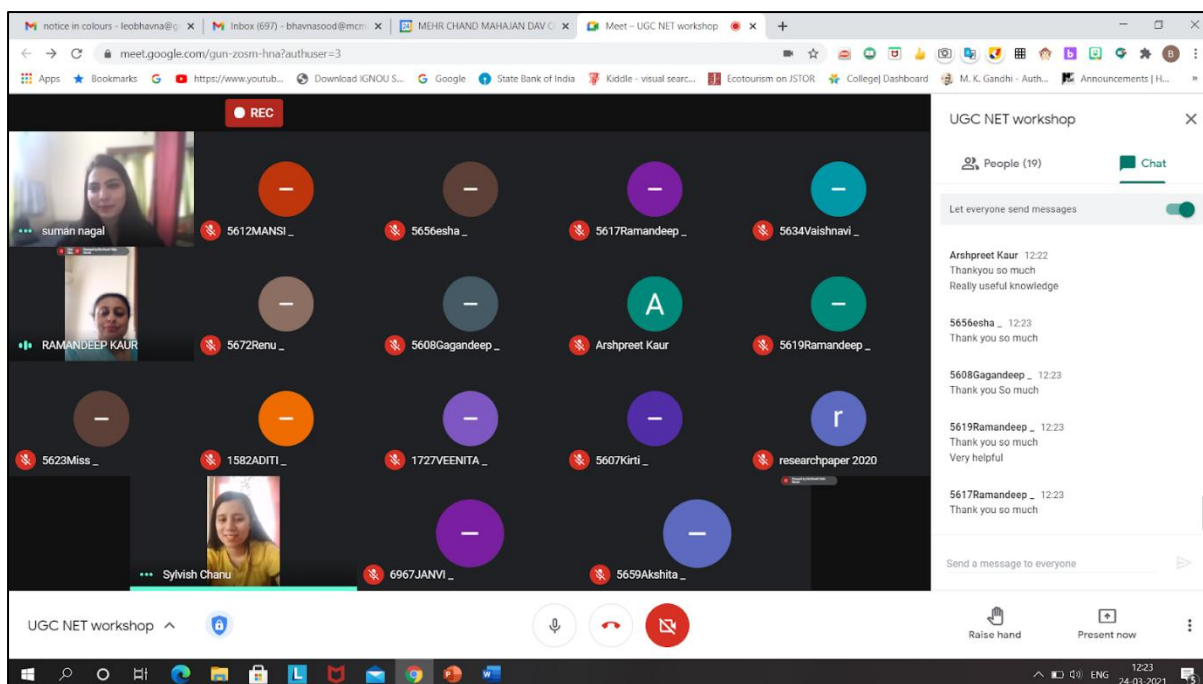 notice in colours - leobhavna@g
Inbox (697) - bhavnasood@mcm
MEHR CHAND MAHAJAN DAV C
Meet – UGC NET workshop
meet.google.com/gun-zosm-hna?authuser=3
B
Apps
Bookmarks
https://www.youtub...
Download IGNOU S...
Google
State Bank of India
Kiddle - visual searc...
Ecotourism on JSTOR
College| Dashboard
M. K. Gandhi - Auth...
Announcements | H...
REC
suman nagal
5612MANSI _
5656esha _
5617Ramandeep _
5634Vaishnavi _
RAMANDEEP KAUR
5672Renu _
5608Gagandeep _
A
Arshpreet Kaur
5619Ramandeep _
5623Miss _
1582ADITI _
1727VEENITA _
5607Kirti _
r
researchpaper 2020
Sylvish Chanu
6967JANVI _
5659Akshita _
UGC NET workshop
People (19)
Chat
Let everyone send messages
Arshpreet Kaur 12:22
Thankyou so much
Really useful knowledge
5656esha _ 12:23
Thank you so much
5608Gagandeep _ 12:23
Thank you So much
5619Ramandeep _ 12:23
Thank you so much
Very helpful
5617Ramandeep _ 12:23
Thank you so much
Send a message to everyone
UGC NET workshop
Raise hand
Present now
ENG
12:23
24-03-2021